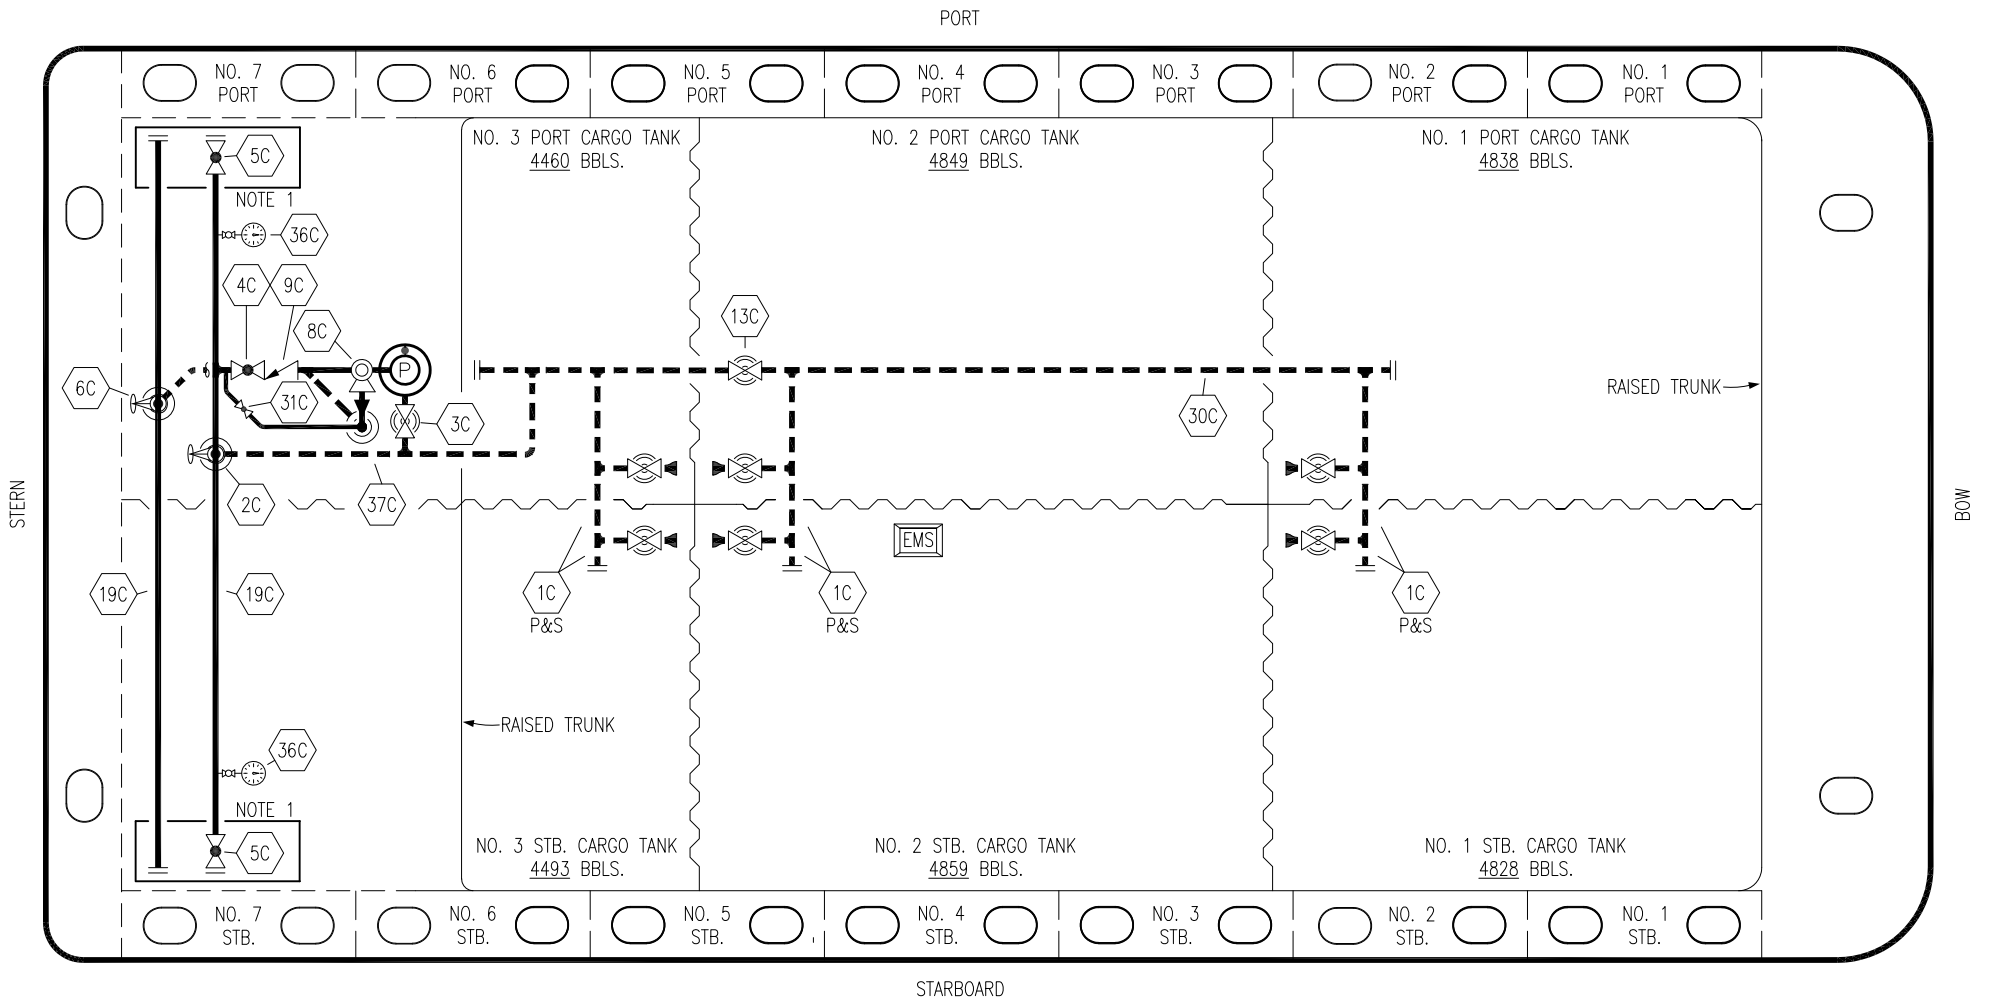 PORT
NO. 7
PORT
NO. 6
PORT
NO. 5
PORT
NO. 4
PORT
NO. 3
PORT
NO. 2
PORT
NO. 1
PORT
NO. 3 PORT CARGO TANK
4460 BBLS.
NO. 2 PORT CARGO TANK
4849 BBLS.
NO. 1 PORT CARGO TANK
4838 BBLS.
5C
NOTE 1
36C
4C
9C
8C
13C
P
6C
31C
3C
30C
RAISED TRUNK
2C
37C
STERN
BOW
EMS
19C
19C
1C
P&S
1C
P&S
1C
P&S
RAISED TRUNK
36C
NOTE 1
5C
NO. 3 STB. CARGO TANK
4493 BBLS.
NO. 2 STB. CARGO TANK
4859 BBLS.
NO. 1 STB. CARGO TANK
4828 BBLS.
NO. 7
STB.
NO. 6
STB.
NO. 5
STB.
NO. 4
STB.
NO. 3
STB.
NO. 2
STB.
NO. 1
STB.
STARBOARD